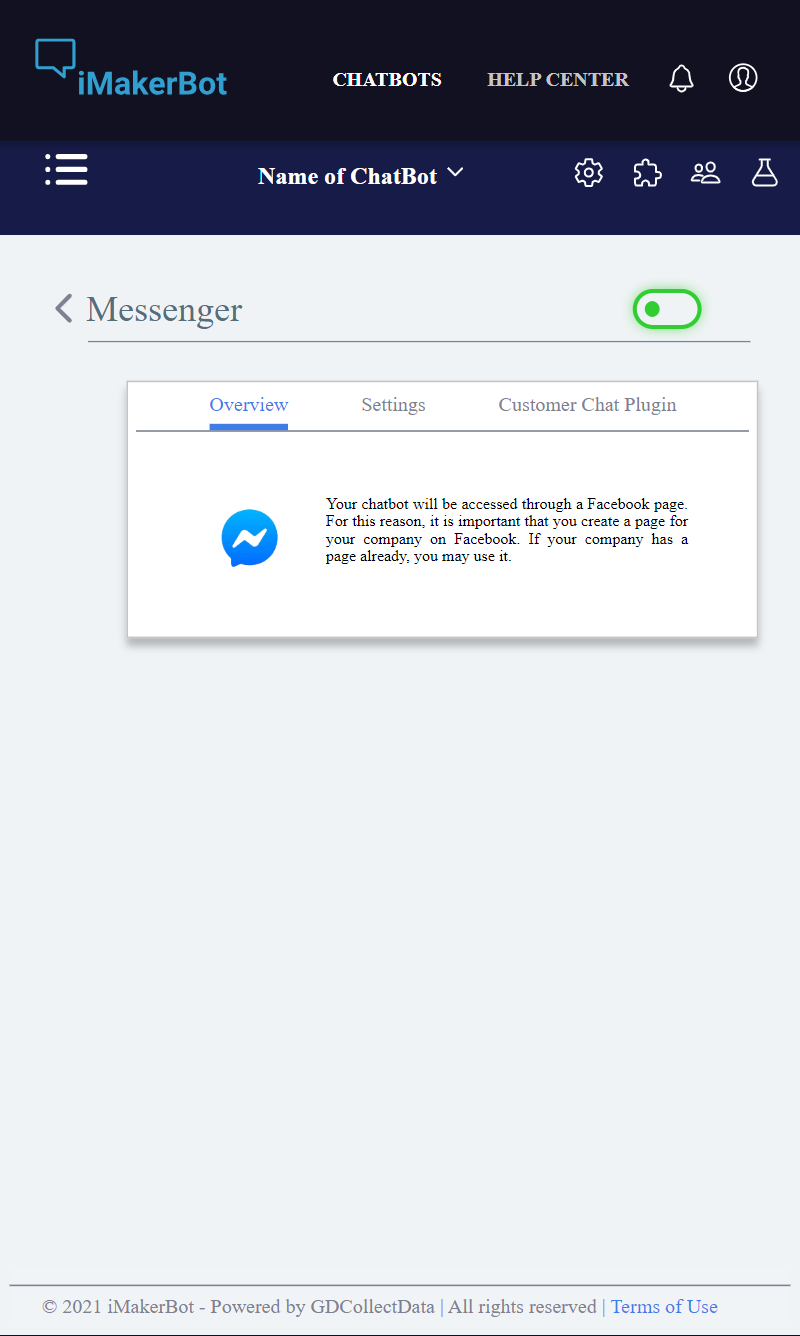 iMakerBot
CHATBOTS HELP CENTER
Name of ChatBot
Messenger
Overview Settings Customer Chat Plugin
Your chatbot will be accessed through a Facebook page.
For this reason, it is important that you create a page for
your company on Facebook. If your company has a
page already, you may use it.
© 2021 iMakerBot - Powered by GDCollectData | All rights reserved | Terms of Use